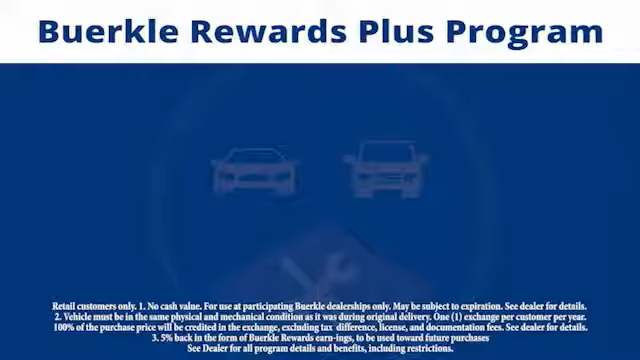 Buerkle Rewards Plus Program
Retail customers only. 1. No cash value. For use at participating Buerkle dealerships only. May be subject to expiration. See dealer for details.
2. Vehicle must be in the same physical and mechanical condition as it was during original delivery. One (1) exchange per customer per year.
100% of the purchase price will be credited in the exchange, excluding tax difference, license, and documentation fees. See dealer for details.
3. 5% back in the form of Buerkle Rewards earn-ings, to be used toward future purchases
See Dealer for all program details and benefits, including restrictions.